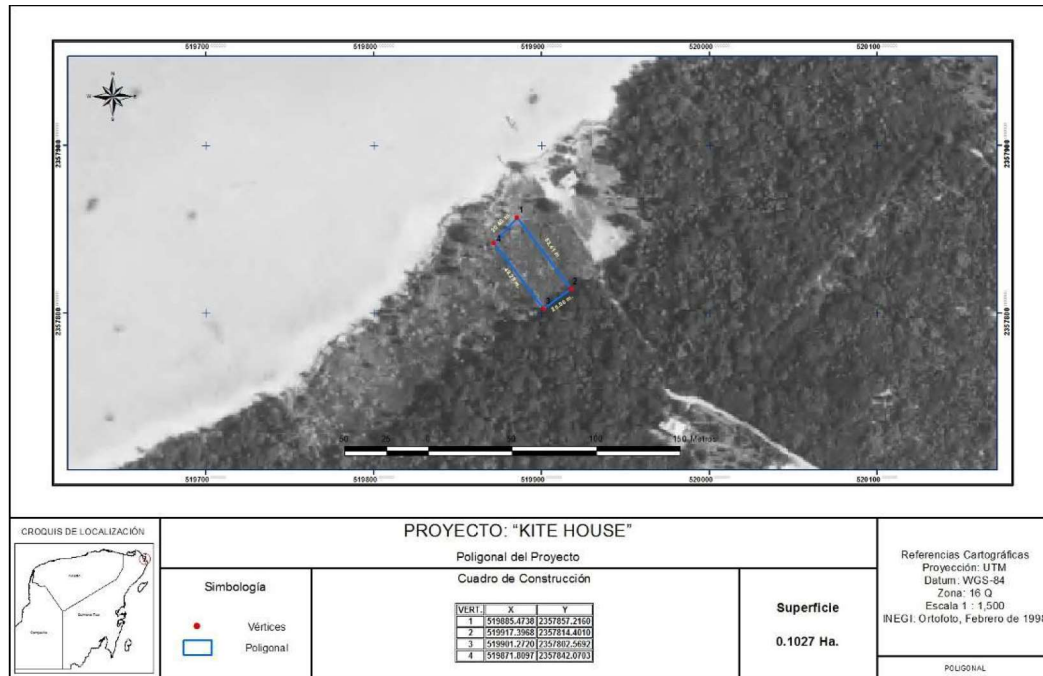 519700 519800 519900 520000 520100
N
W E
S
2357900
2357900
1
4
2
3
2357800
2357800
50 25 0 50 100 150 Metros
519700 519800 519900 520000 520100
CROQUIS DE LOCALIZACIÓN
PROYECTO: “KITE HOUSE”
Poligonal del Proyecto
Simbología
Vértices
Poligonal
Cuadro de Construcción
VERT. X Y
1 519885.4738 2357857.2160
2 519917.3968 2357814.4010
3 519901.2720 2357802.5692
4 519871.8097 2357842.0703
Superficie
0.1027 Ha.
Referencias Cartográficas
Proyección: UTM
Datum: WGS-84
Zona: 16 Q
Escala 1 : 1,500
INEGI: Ortofoto, Febrero de 1998
POLIGONAL